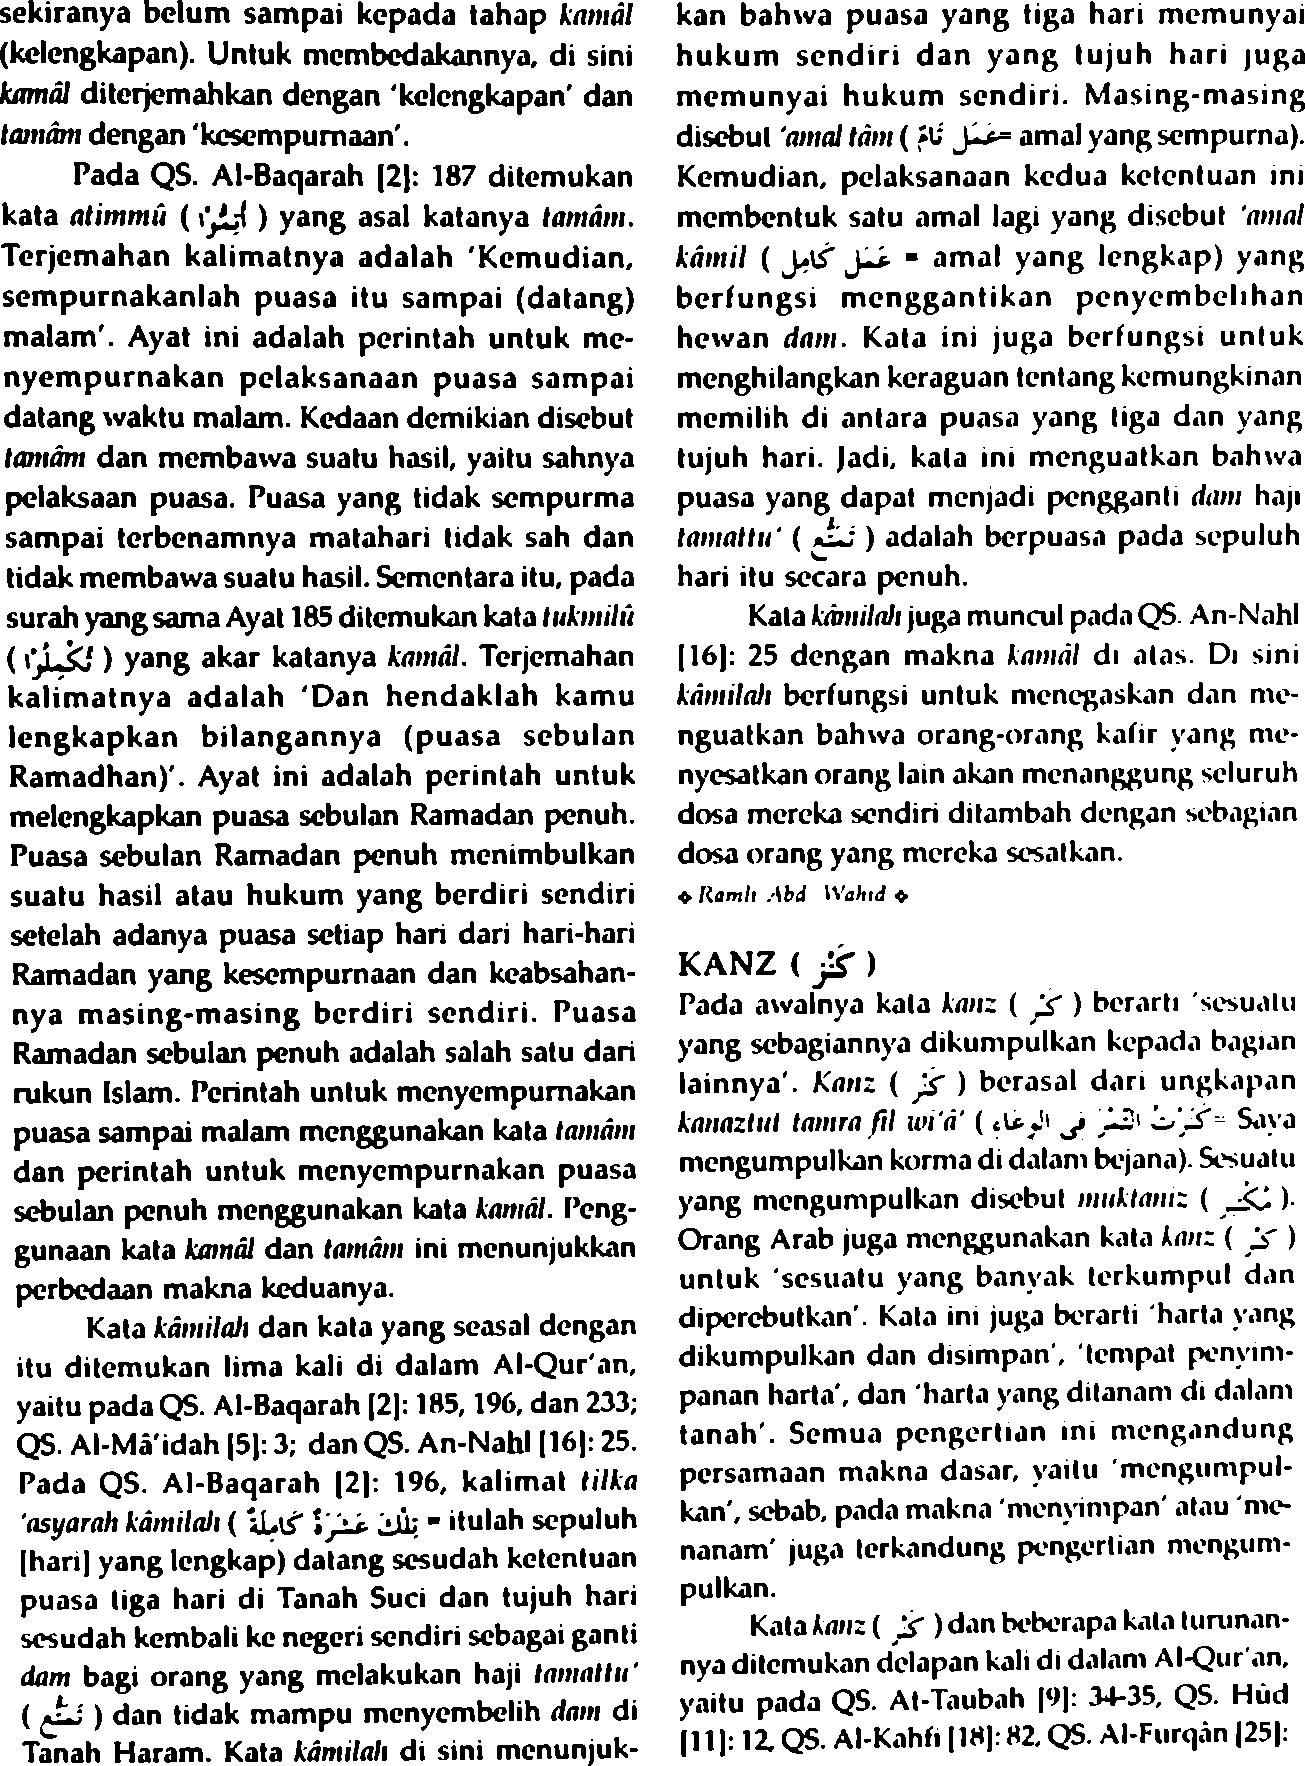 sekiranya belum sampai kepada tahap kamâl
(kelengkapan). Untuk membedakannya, di sini
kamâl diterjemahkan dengan 'kelengkapan' dan
tamâm dengan 'kesempurnaan'.
Pada QS. Al-Baqarah [2]: 187 ditemukan
kata atimmû ( أَتِمُّوْا ) yang asal katanya tamâm.
Terjemahan kalimatnya adalah 'Kemudian,
sempurnakanlah puasa itu sampai (datang)
malam'. Ayat ini adalah perintah untuk me-
nyempurnakan pelaksanaan puasa sampai
datang waktu malam. Kedaan demikian disebut
tamâm dan membawa suatu hasil, yaitu sahnya
pelaksaan puasa. Puasa yang tidak sempurma
sampai terbenamnya matahari tidak sah dan
tidak membawa suatu hasil. Sementara itu, pada
surah yang sama Ayat 185 ditemukan kata tukmilû
( تُكْمِلُوْا ) yang akar katanya kamâl. Terjemahan
kalimatnya adalah 'Dan hendaklah kamu
lengkapkan bilangannya (puasa sebulan
Ramadhan)'. Ayat ini adalah perintah untuk
melengkapkan puasa sebulan Ramadan penuh.
Puasa sebulan Ramadan penuh menimbulkan
suatu hasil atau hukum yang berdiri sendiri
setelah adanya puasa setiap hari dari hari-hari
Ramadan yang kesempurnaan dan keabsahan-
nya masing-masing berdiri sendiri. Puasa
Ramadan sebulan penuh adalah salah satu dari
rukun Islam. Perintah untuk menyempurnakan
puasa sampai malam menggunakan kata tamâm
dan perintah untuk menyempurnakan puasa
sebulan penuh menggunakan kata kamâl. Peng-
gunaan kata kamâl dan tamâm ini menunjukkan
perbedaan makna keduanya.
Kata kâmilah dan kata yang seasal dengan
itu ditemukan lima kali di dalam Al-Qur'an,
yaitu pada QS. Al-Baqarah [2]: 185, 196, dan 233;
QS. Al-Mâ'idah [5]: 3; dan QS. An-Nahl [16]: 25.
Pada QS. Al-Baqarah [2]: 196, kalimat tilka
'asyarah kâmilah ( تِلْكَ عَشَرَةٌ كَامِلَةٌ = itulah sepuluh
[hari] yang lengkap) datang sesudah ketentuan
puasa tiga hari di Tanah Suci dan tujuh hari
sesudah kembali ke negeri sendiri sebagai ganti
dam bagi orang yang melakukan haji tamattu'
( تَمَتُّع ) dan tidak mampu menyembelih dam di
Tanah Haram. Kata kâmilah di sini menunjuk-
kan bahwa puasa yang tiga hari memunyai
hukum sendiri dan yang tujuh hari juga
memunyai hukum sendiri. Masing-masing
disebut 'amal tâm ( عَمَل تَامّ= amal yang sempurna).
Kemudian, pelaksanaan kedua ketentuan ini
membentuk satu amal lagi yang disebut 'amal
kâmil ( عَمَل كَامِل = amal yang lengkap) yang
berfungsi menggantikan penyembelihan
hewan dam. Kata ini juga berfungsi untuk
menghilangkan keraguan tentang kemungkinan
memilih di antara puasa yang tiga dan yang
tujuh hari. Jadi, kata ini menguatkan bahwa
puasa yang dapat menjadi pengganti dam haji
tamattu' ( تَمَتُّع ) adalah berpuasa pada sepuluh
hari itu secara penuh.
Kata kâmilah juga muncul pada QS. An-Nahl
[16]: 25 dengan makna kamâl di atas. Di sini
kâmilah berfungsi untuk menegaskan dan me-
nguatkan bahwa orang-orang kafir yang me-
nyesatkan orang lain akan menanggung seluruh
dosa mereka sendiri ditambah dengan sebagian
dosa orang yang mereka sesatkan.
❖ Ramli Abd Wahid ❖
KANZ ( كَنْز )
Pada awalnya kata kanz ( كَنْز ) berarti 'sesuatu
yang sebagiannya dikumpulkan kepada bagian
lainnya'. Kanz ( كَنْز ) berasal dari ungkapan
kanaztut tamra fil wi'â' ( كَنَزْتُ التَّمْرَ فِى الْوِعَاءِ = Saya
mengumpulkan korma di dalam bejana). Sesuatu
yang mengumpulkan disebut muktaniz ( مُكْتَنِز ).
Orang Arab juga menggunakan kata kanz ( كَنْز )
untuk 'sesuatu yang banyak terkumpul dan
diperebutkan'. Kata ini juga berarti 'harta yang
dikumpulkan dan disimpan', 'tempat penyim-
panan harta', dan 'harta yang ditanam di dalam
tanah'. Semua pengertian ini mengandung
persamaan makna dasar, yaitu 'mengumpul-
kan', sebab, pada makna 'menyimpan' atau 'me-
nanam' juga terkandung pengertian mengum-
pulkan.
Kata kanz ( كَنْز ) dan beberapa kata turunan-
nya ditemukan delapan kali di dalam Al-Qur'an,
yaitu pada QS. At-Taubah [9]: 34-35, QS. Hûd
[11]: 12, QS. Al-Kahfi [18]: 82, QS. Al-Furqân [25]: